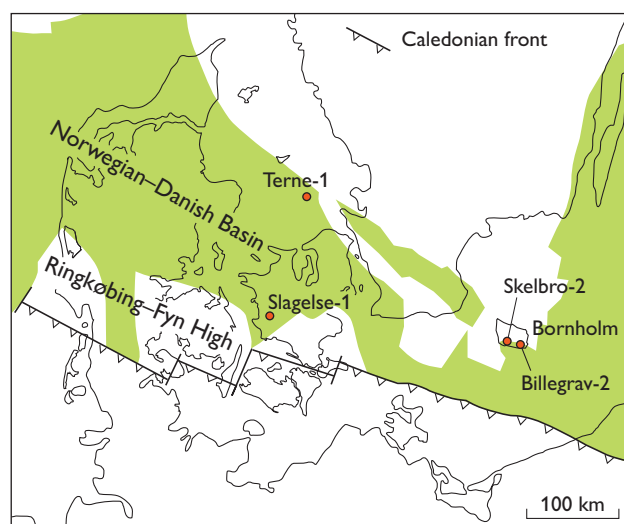 Caledonian front
Norwegian–Danish Basin
Terne-1
Ringkøbing–Fyn High
Slagelse-1
Skelbro-2
Bornholm
Billegrav-2
100 km